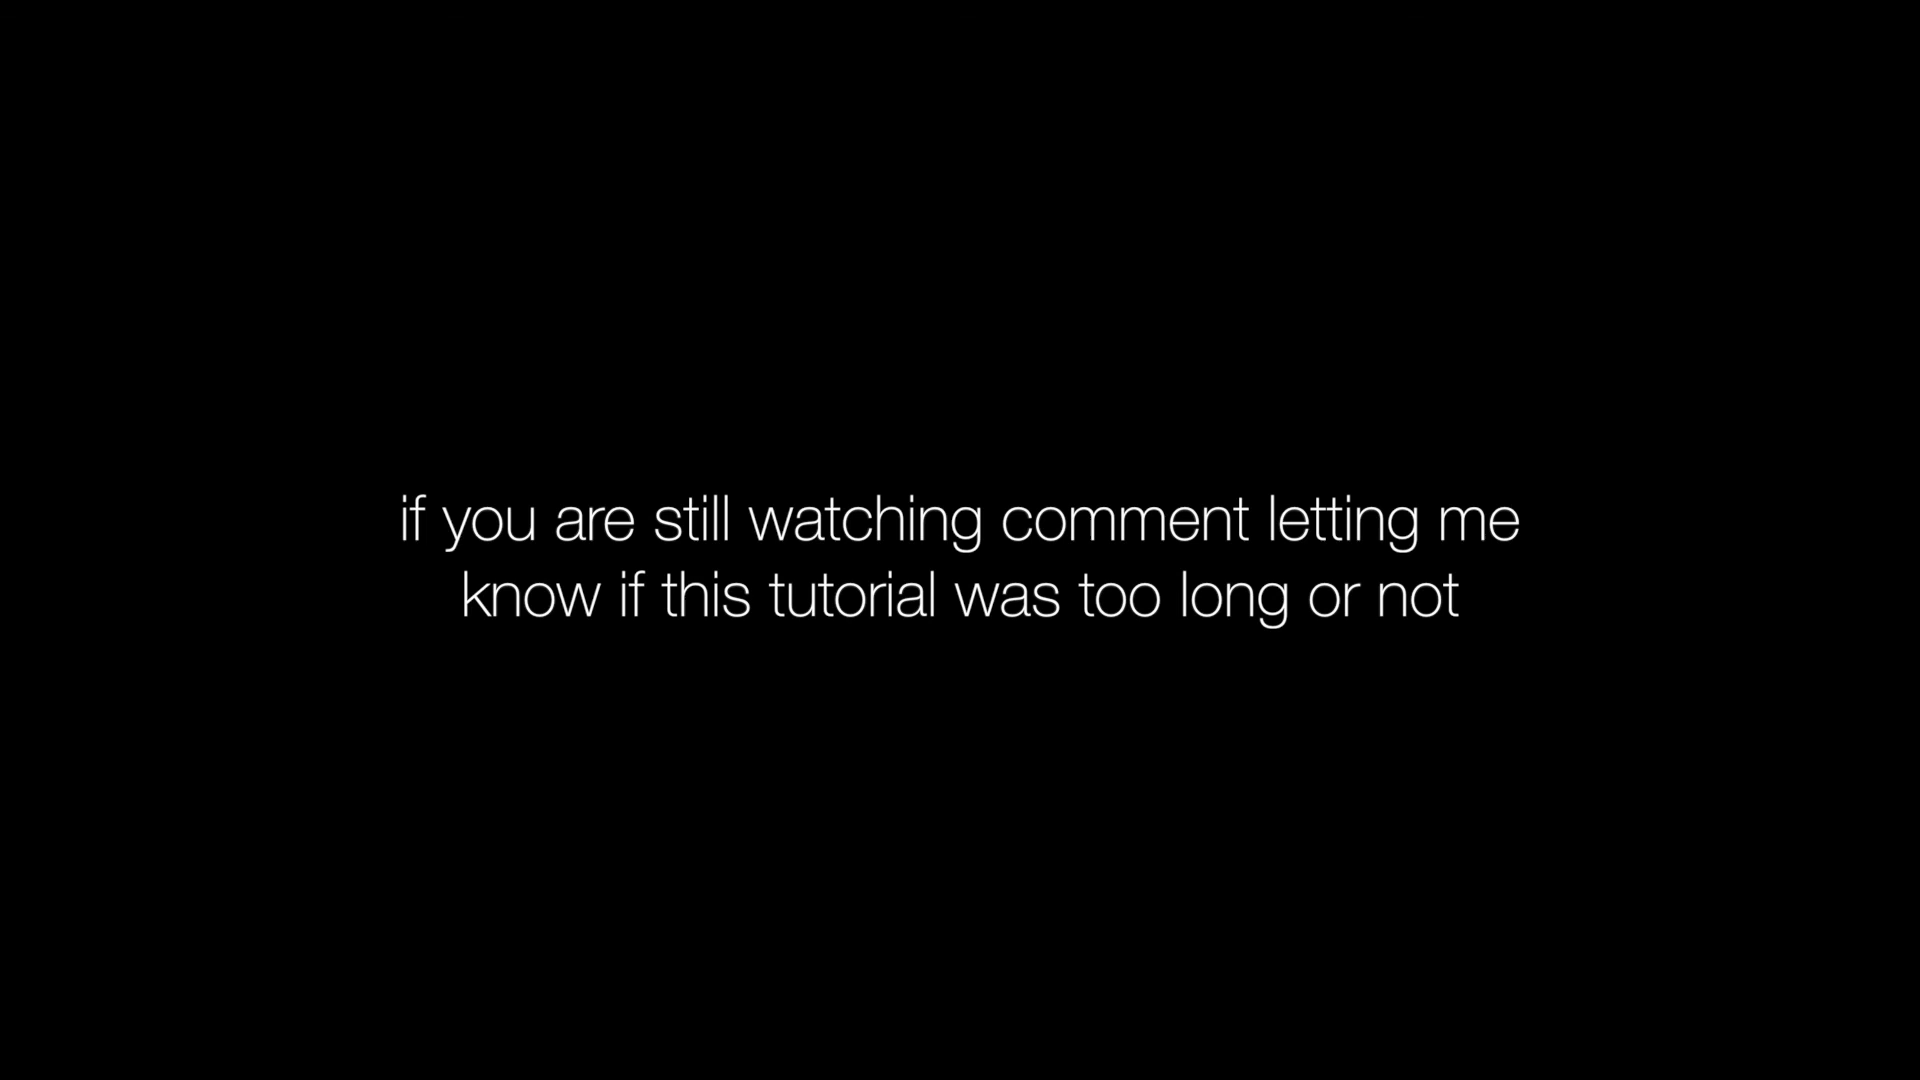 if you are still watching comment letting me
know if this tutorial was too long or not